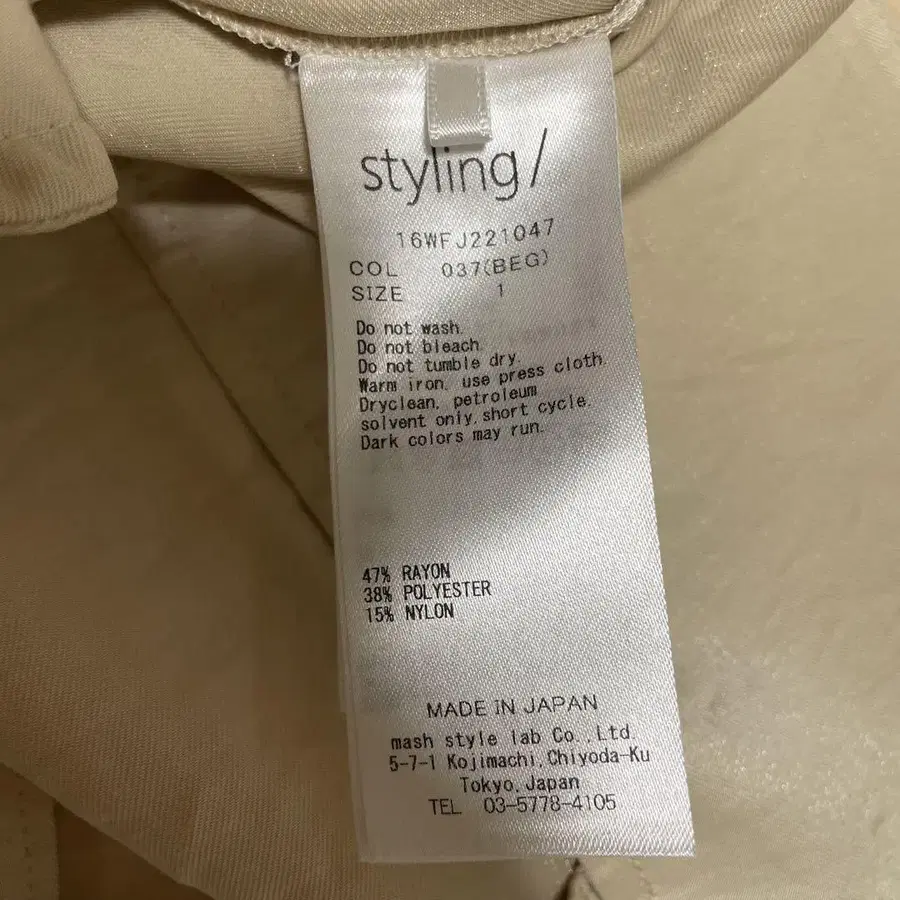 styling/
16WFJ221047
COL 037(BEG)
SIZE 1
Do not wash.
Do not bleach.
Do not tumble dry.
Warm iron, use press cloth.
Dryclean, petroleum
solvent only, short cycle.
Dark colors may run.
47% RAYON
38% POLYESTER
15% NYLON
MADE IN JAPAN
mash style lab Co., Ltd.
5-7-1 Kojimachi, Chiyoda-Ku
Tokyo, Japan
TEL 03-5778-4105